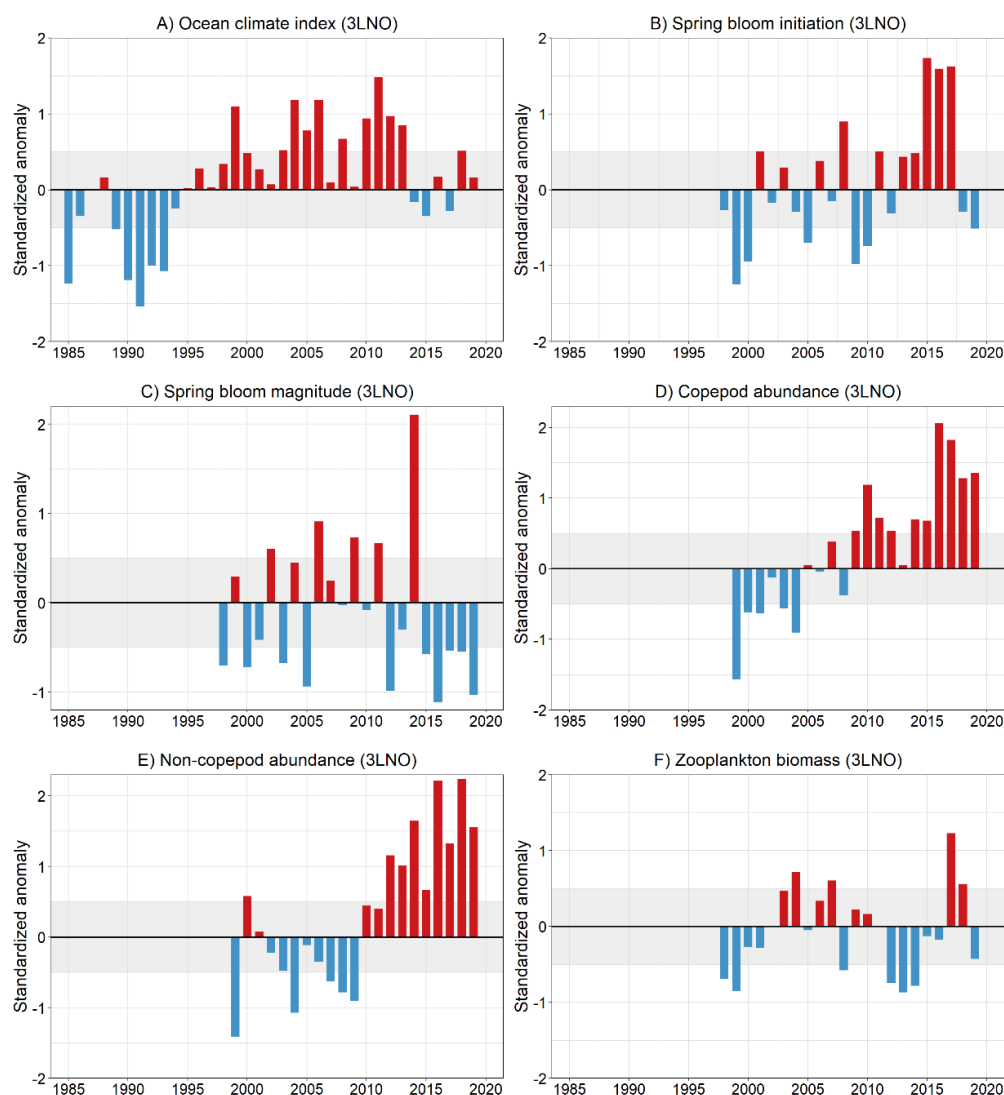 A) Ocean climate index (3LNO)
Standardized anomaly
2
1
0
-1
-2
1985 1990 1995 2000 2005 2010 2015 2020
B) Spring bloom initiation (3LNO)
Standardized anomaly
2
1
0
-1
-2
1985 1990 1995 2000 2005 2010 2015 2020
C) Spring bloom magnitude (3LNO)
Standardized anomaly
2
1
0
-1
1985 1990 1995 2000 2005 2010 2015 2020
D) Copepod abundance (3LNO)
Standardized anomaly
2
1
0
-1
-2
1985 1990 1995 2000 2005 2010 2015 2020
E) Non-copepod abundance (3LNO)
Standardized anomaly
2
1
0
-1
-2
1985 1990 1995 2000 2005 2010 2015 2020
F) Zooplankton biomass (3LNO)
Standardized anomaly
2
1
0
-1
-2
1985 1990 1995 2000 2005 2010 2015 2020